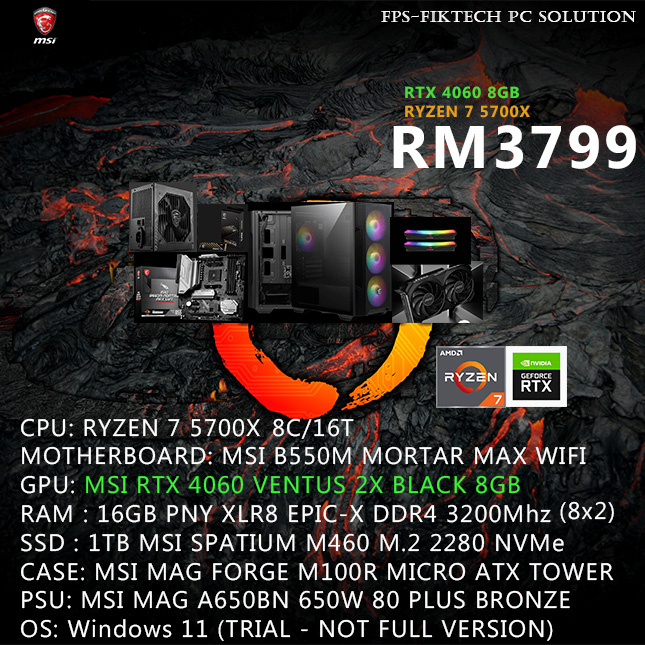 msi
FPS-FIKTECH PC SOLUTION
RTX 4060 8GB
RYZEN 7 5700X
RM3799
AMD
RYZEN
7
NVIDIA
GEFORCE
RTX
CPU: RYZEN 7 5700X 8C/16T
MOTHERBOARD: MSI B550M MORTAR MAX WIFI
GPU: MSI RTX 4060 VENTUS 2X BLACK 8GB
RAM : 16GB PNY XLR8 EPIC-X DDR4 3200Mhz (8x2)
SSD : 1TB MSI SPATIUM M460 M.2 2280 NVMe
CASE: MSI MAG FORGE M100R MICRO ATX TOWER
PSU: MSI MAG A650BN 650W 80 PLUS BRONZE
OS: Windows 11 (TRIAL - NOT FULL VERSION)